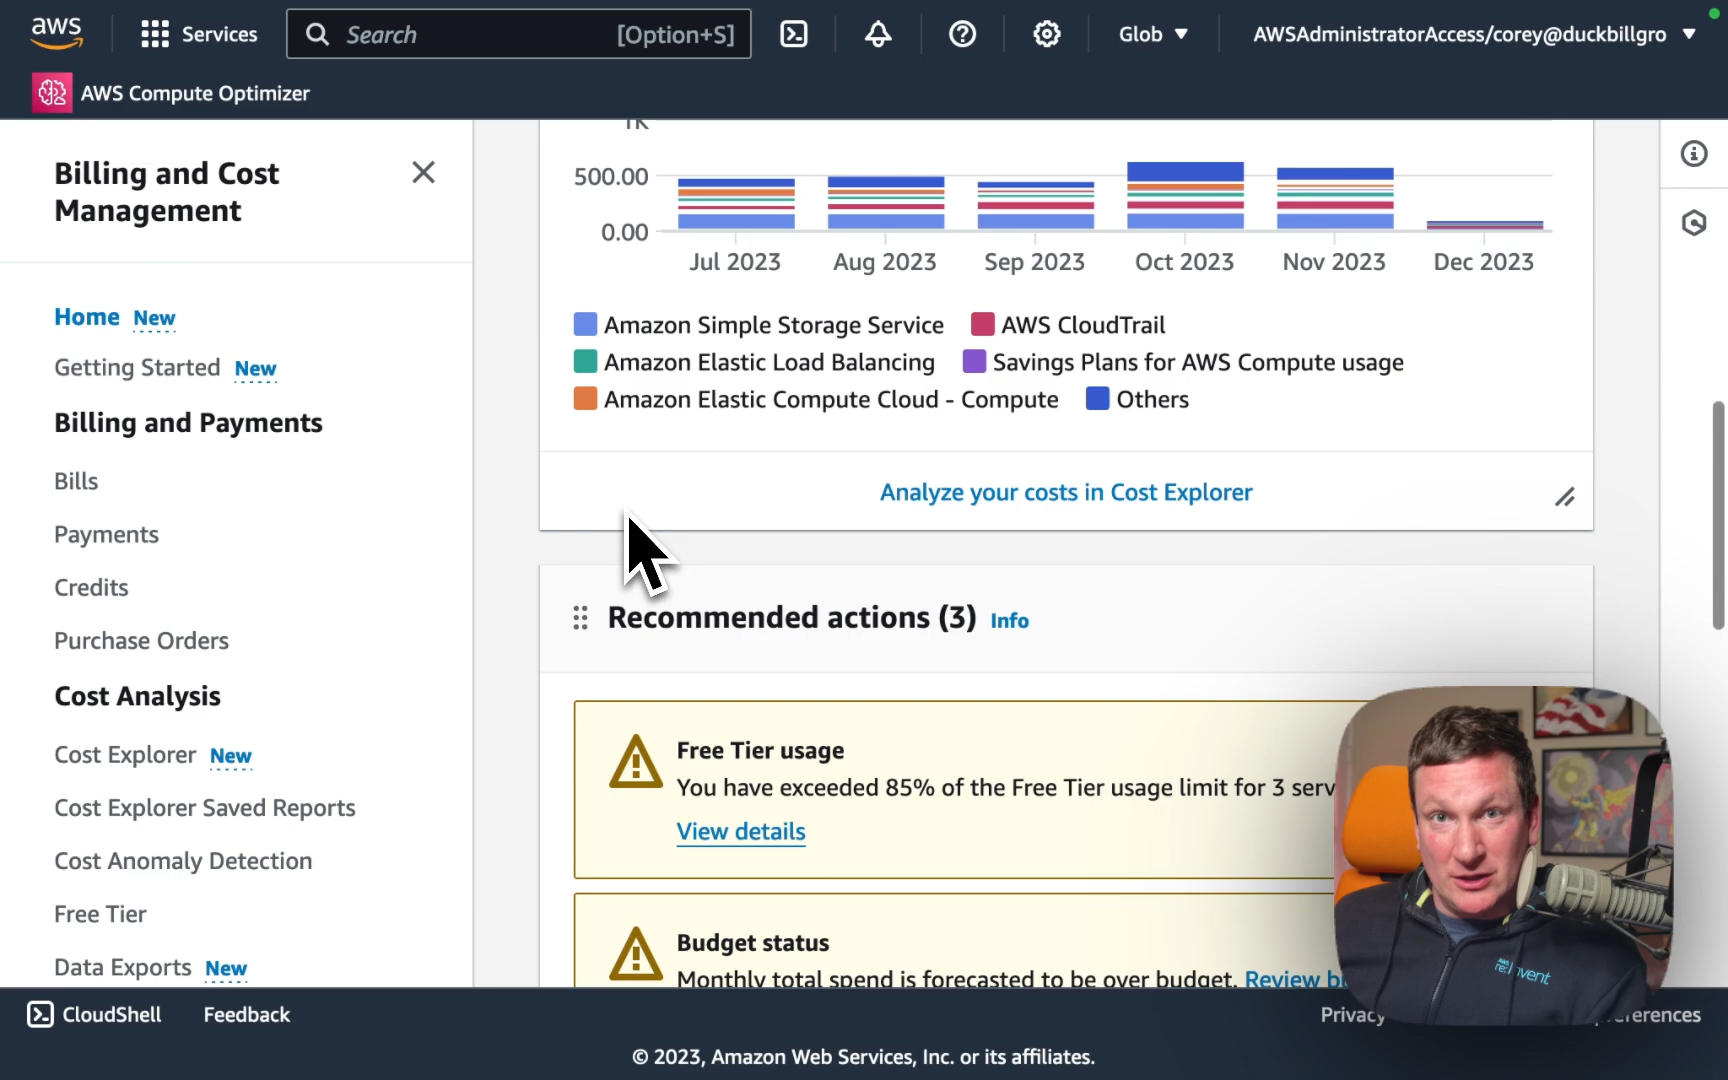 aws
Services
Search
[Option+S]
Glob
AWSAdministratorAccess/corey@duckbillgro
AWS Compute Optimizer
Billing and Cost
Management
Home New
Getting Started New
Billing and Payments
Bills
Payments
Credits
Purchase Orders
Cost Analysis
Cost Explorer New
Cost Explorer Saved Reports
Cost Anomaly Detection
Free Tier
Data Exports New
1K
500.00
0.00
Jul 2023 Aug 2023 Sep 2023 Oct 2023 Nov 2023 Dec 2023
Amazon Simple Storage Service AWS CloudTrail
Amazon Elastic Load Balancing Savings Plans for AWS Compute usage
Amazon Elastic Compute Cloud - Compute Others
Analyze your costs in Cost Explorer
Recommended actions (3) Info
Free Tier usage
You have exceeded 85% of the Free Tier usage limit for 3 serv
View details
Budget status
Monthly total spend is forecasted to be over budget. Review b
aws
re:Invent
CloudShell Feedback
Privacy
references
© 2023, Amazon Web Services, Inc. or its affiliates.